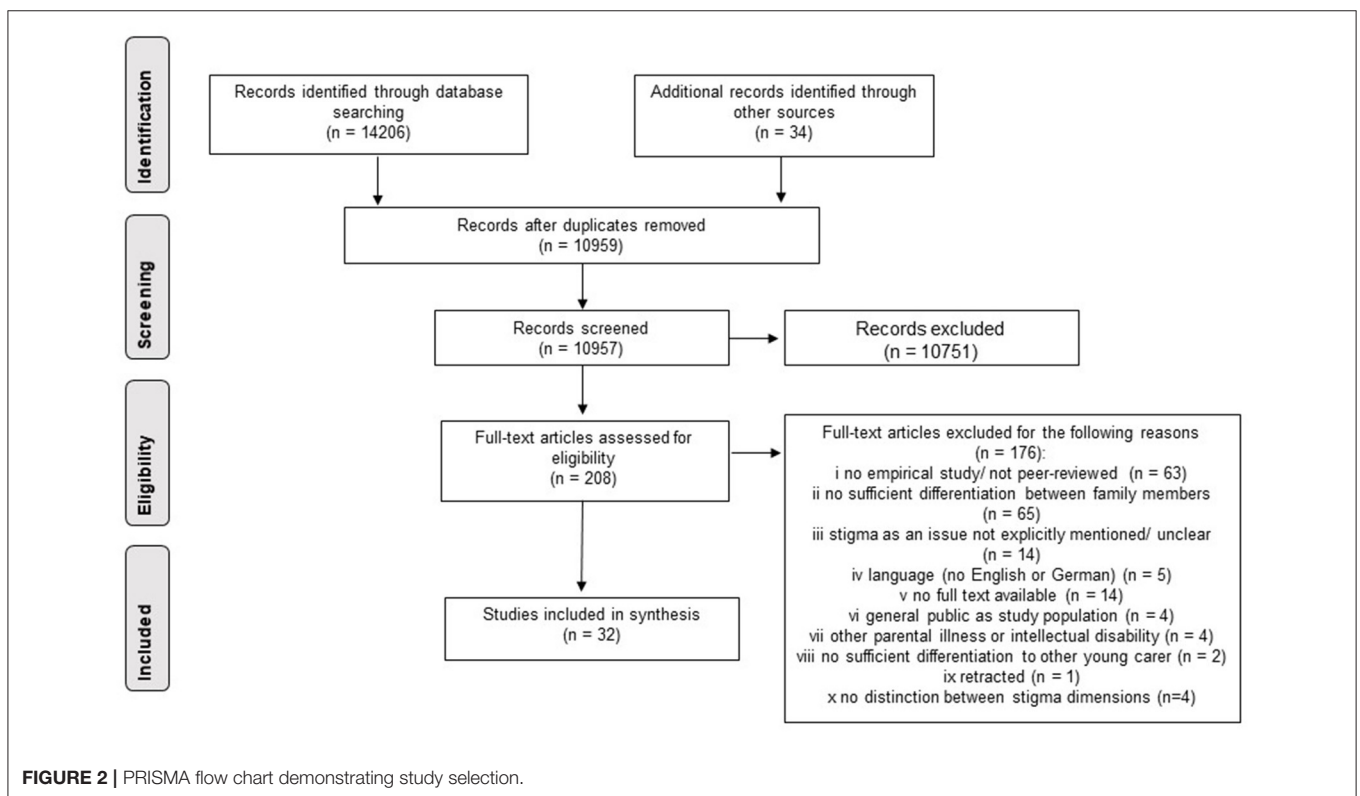 Identification
Records identified through database
searching
(n = 14206)
Additional records identified through
other sources
(n = 34)
Screening
Records after duplicates removed
(n = 10959)
Records screened
(n = 10957)
Records excluded
(n = 10751)
Eligibility
Full-text articles assessed for
eligibility
(n = 208)
Full-text articles excluded for the following reasons
(n = 176):
i no empirical study/ not peer-reviewed (n = 63)
ii no sufficient differentiation between family members
(n = 65)
iii stigma as an issue not explicitly mentioned/ unclear
(n = 14)
iv language (no English or German) (n = 5)
v no full text available (n = 14)
vi general public as study population (n = 4)
vii other parental illness or intellectual disability (n = 4)
viii no sufficient differentiation to other young carer (n = 2)
ix retracted (n = 1)
x no distinction between stigma dimensions (n=4)
Included
Studies included in synthesis
(n = 32)
FIGURE 2 | PRISMA flow chart demonstrating study selection.